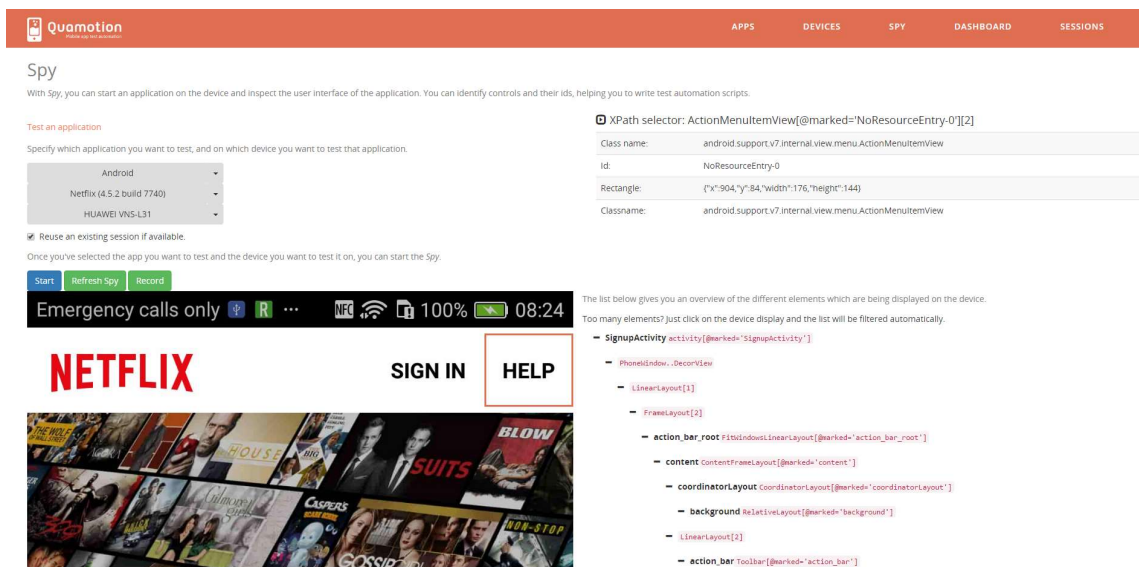 Quamotion
Mobile app test automation
APPS
DEVICES
SPY
DASHBOARD
SESSIONS
Spy
With Spy, you can start an application on the device and inspect the user interface of the application. You can identify controls and their ids, helping you to write test automation scripts.
Test an application
Specify which application you want to test, and on which device you want to test that application.
Android
Netflix (4.5.2 build 7740)
HUAWEI VNS-L31
Reuse an existing session if available.
Once you've selected the app you want to test and the device you want to test it on, you can start the Spy.
Start
Refresh Spy
Record
XPath selector: ActionMenuItemView[@marked='NoResourceEntry-0'][2]
Class name: android.support.v7.internal.view.menu.ActionMenuItemView
Id: NoResourceEntry-0
Rectangle: {"x":904,"y":84,"width":176,"height":144}
Classname: android.support.v7.internal.view.menu.ActionMenuItemView
Emergency calls only R ... NFC 100% 08:24
NETFLIX
SIGN IN
HELP
THE WOLF
OF WALL STREET
HOUSE
BIG
SUITS
BLOW
Gilmore
CASPER'S
NON-STOP
GOSSIP
The list below gives you an overview of the different elements which are being displayed on the device.
Too many elements? Just click on the device display and the list will be filtered automatically.
SignupActivity activity[@marked='SignupActivity']
PhoneWindow..DecorView
LinearLayout[1]
FrameLayout[2]
action_bar_root FitWindowsLinearLayout[@marked='action_bar_root']
content ContentFrameLayout[@marked='content']
coordinatorLayout CoordinatorLayout[@marked='coordinatorLayout']
background RelativeLayout[@marked='background']
LinearLayout[2]
action_bar Toolbar[@marked='action_bar']